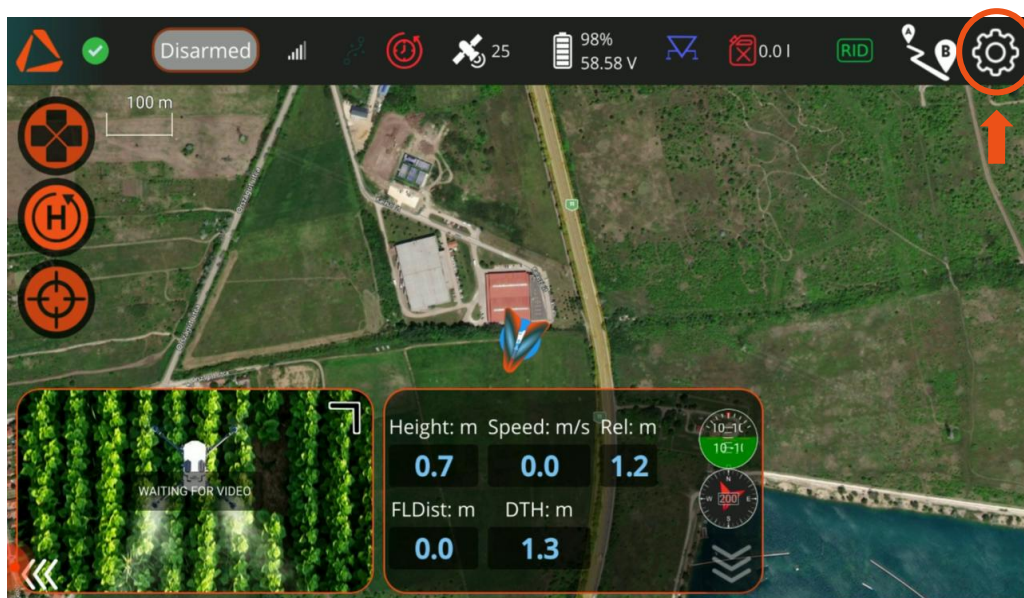 Disarmed
25
98%
58.58 V
0.0 l
RID
A
B
100 m
H
WAITING FOR VIDEO
Height: m Speed: m/s Rel: m
0.7 0.0 1.2
FLDist: m DTH: m
0.0 1.3
N
W 200 E
S